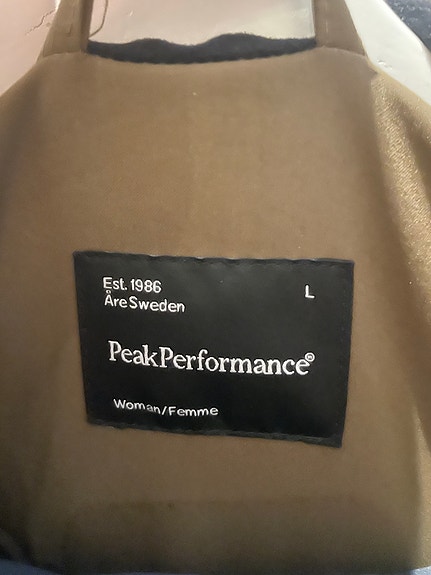 Est. 1986
L
Åre Sweden
PeakPerformance®
Woman/Femme